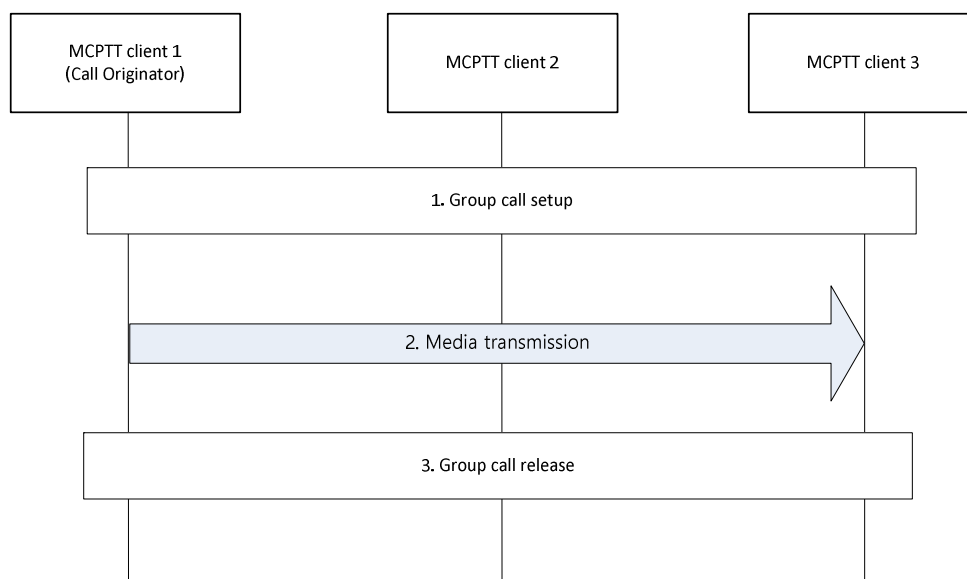 MCPTT client 1
(Call Originator)
MCPTT client 2
MCPTT client 3
1. Group call setup
2. Media transmission
3. Group call release